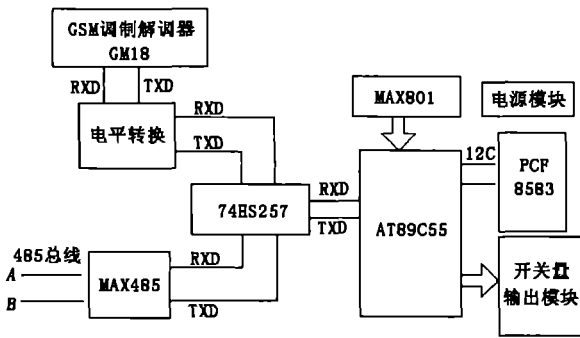 GSM调制解调器
GM18
RXD
TXD
电平转换
RXD
TXD
MAX801
电源模块
12C
PCF
8583
74HS257
RXD
TXD
AT89C55
485总线
A
B
MAX485
RXD
TXD
开关量
输出模块